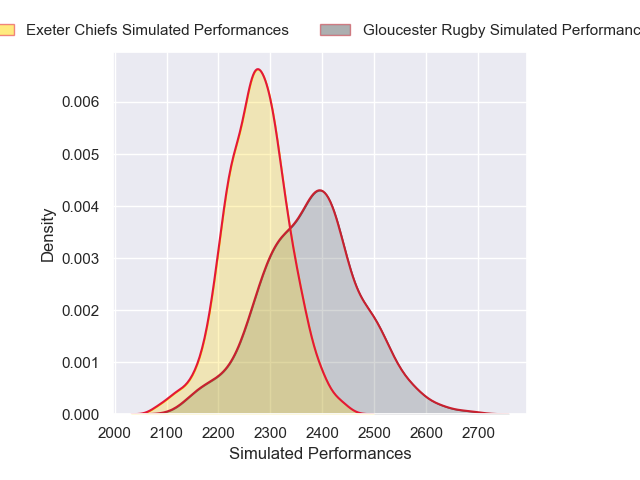 Exeter Chiefs Simulated Performances
Gloucester Rugby Simulated
Density
0.006
0.005
0.004
0.003
0.002
0.001
0.000
2000 2100 2200 2300 2400 2500 2600 2700
Simulated Performances